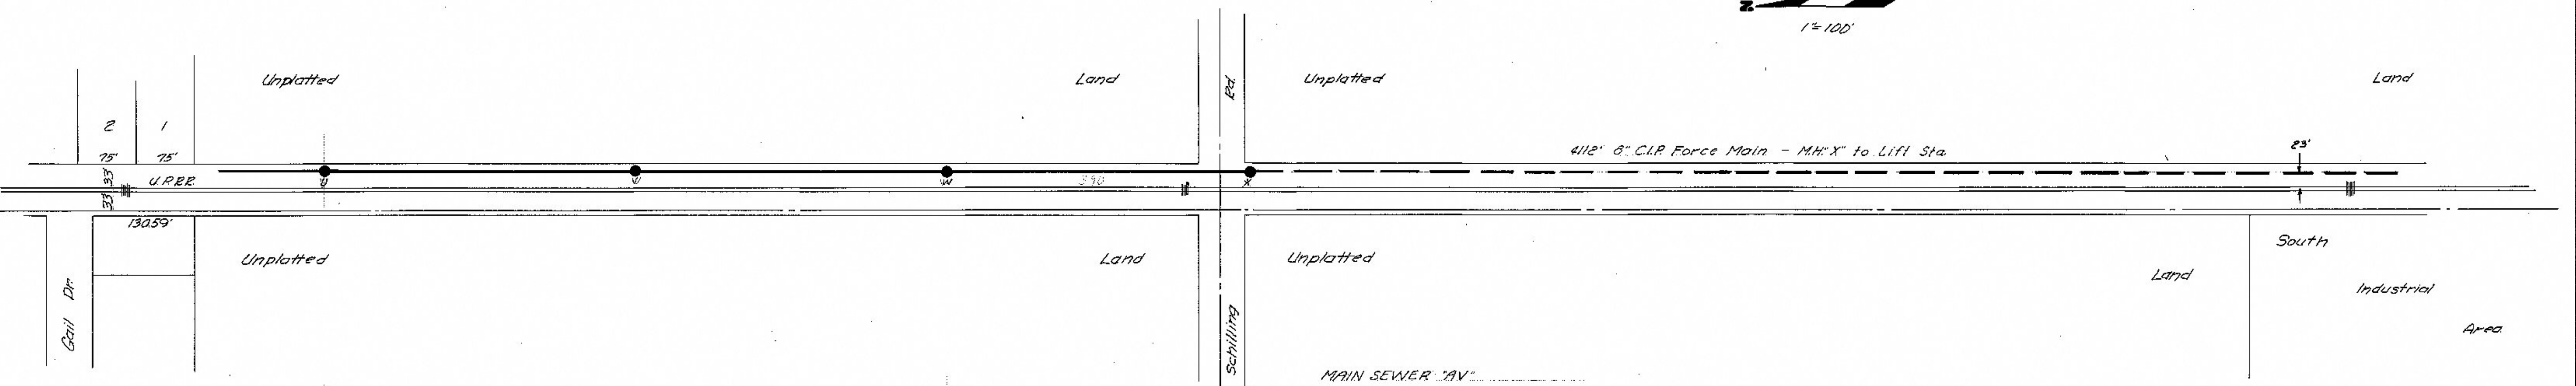 N
1"=100'
Unplatted Land
Rd.
Unplatted Land
2 1
75' 75'
33' U.P.R.R.
33'
4112' 8" C.I.P. Force Main - M.H. "X" to Lift Sta.
23'
W
390
X
130.59'
Gail Dr.
Unplatted Land
Schilling
Unplatted Land
South
Industrial
Area
MAIN SEWER "AV"